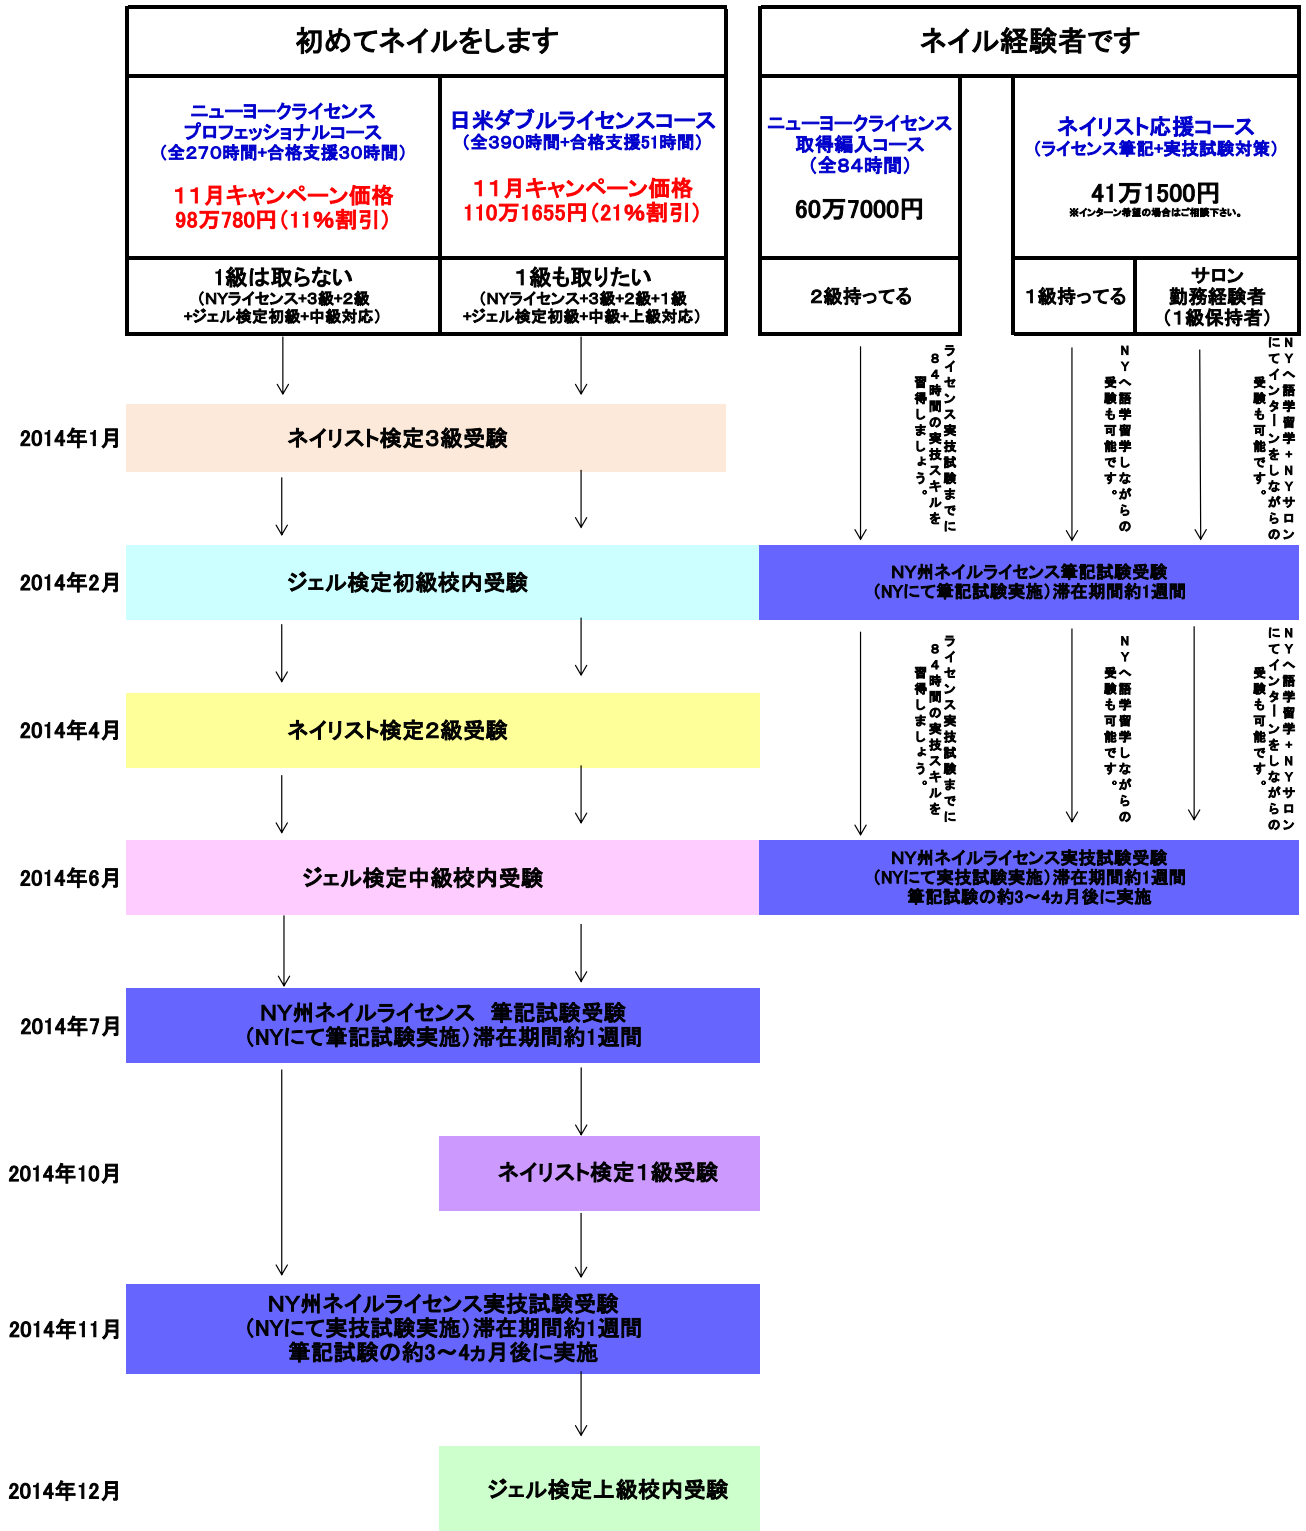 初めてネイルをします
ネイル経験者です
ニューヨークライセンス
プロフェッショナルコース
（全２７０時間+合格支援３０時間）
１１月キャンペーン価格
98万780円（11％割引）
日米ダブルライセンスコース
（全３９０時間+合格支援51時間）
１１月キャンペーン価格
110万1655円（21％割引）
ニューヨークライセンス
取得編入コース
（全８４時間）
60万7000円
ネイリスト応援コース
（ライセンス筆記+実技試験対策）
41万1500円
※インターン希望の場合はご相談下さい。
１級は取らない
（ＮＹライセンス+３級+２級
+ジェル検定初級+中級対応）
１級も取りたい
（ＮＹライセンス+３級+２級+１級
+ジェル検定初級+中級+上級対応）
２級持ってる
１級持ってる
サロン
勤務経験者
（１級保持者）
ライセンス実技試験までに
８４時間の実技スキルを
習得しましょう。
ＮＹへ語学留学しながらの
受験も可能です。
ＮＹへ語学留学+ＮＹサロン
にてインターンをしながらの
受験も可能です。
2014年1月
ネイリスト検定３級受験
2014年2月
ジェル検定初級校内受験
ＮＹ州ネイルライセンス筆記試験受験
（ＮＹにて筆記試験実施）滞在期間約1週間
ライセンス実技試験までに
８４時間の実技スキルを
習得しましょう。
ＮＹへ語学留学しながらの
受験も可能です。
ＮＹへ語学留学+ＮＹサロン
にてインターンをしながらの
受験も可能です。
2014年4月
ネイリスト検定２級受験
2014年6月
ジェル検定中級校内受験
ＮＹ州ネイルライセンス実技試験受験
（ＮＹにて実技試験実施）滞在期間約1週間
筆記試験の約3～4ヵ月後に実施
2014年7月
ＮＹ州ネイルライセンス　筆記試験受験
（ＮＹにて筆記試験実施）滞在期間約1週間
2014年10月
ネイリスト検定１級受験
2014年11月
ＮＹ州ネイルライセンス実技試験受験
（ＮＹにて実技試験実施）滞在期間約1週間
筆記試験の約3～4ヵ月後に実施
2014年12月
ジェル検定上級校内受験